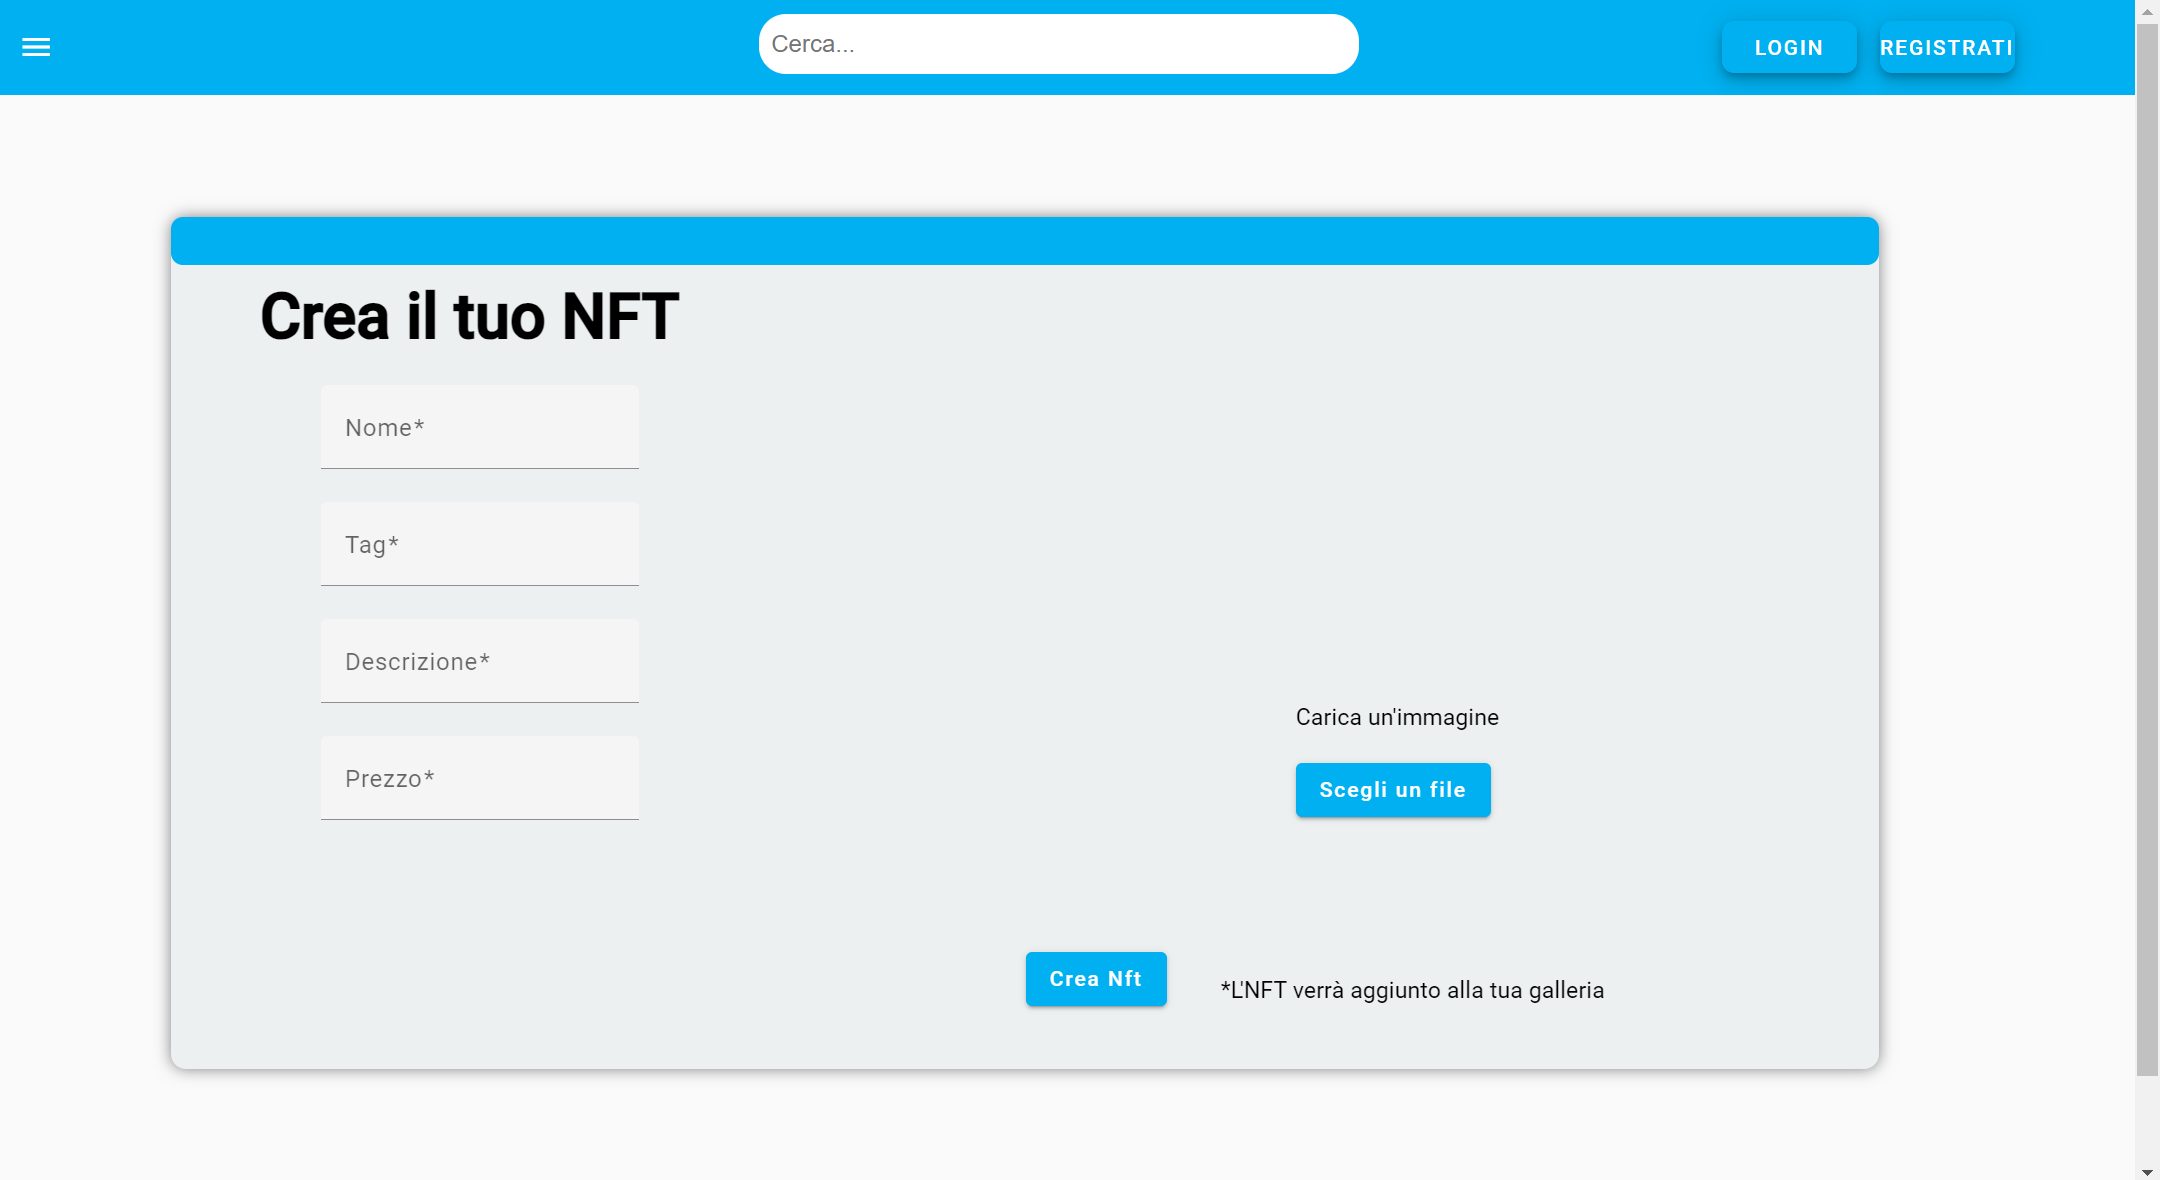 Cerca...
LOGIN
REGISTRATI
Crea il tuo NFT
Nome*
Tag*
Descrizione*
Prezzo*
Carica un'immagine
Scegli un file
Crea Nft
*L'NFT verrà aggiunto alla tua galleria